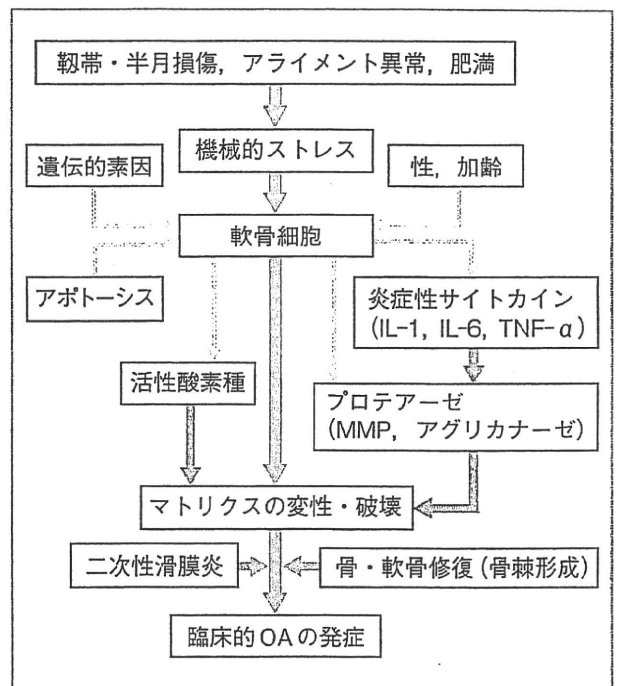 靱帯・半月損傷，アライメント異常，肥満
機械的ストレス
遺伝的素因
性，加齢
軟骨細胞
アポトーシス
炎症性サイトカイン
(IL-1, IL-6, TNF-α)
活性酸素種
プロテアーゼ
(MMP，アグリカナーゼ)
マトリクスの変性・破壊
二次性滑膜炎
骨・軟骨修復(骨棘形成)
臨床的OAの発症